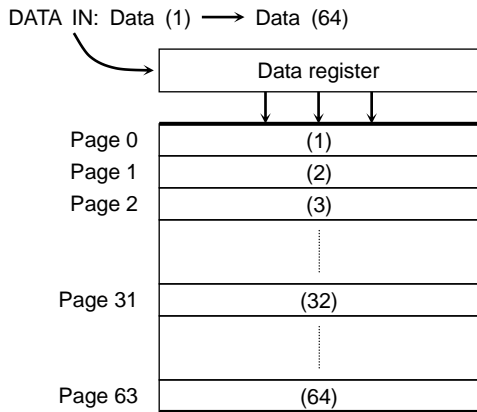 DATA IN: Data (1) Data (64)
Data register
Page 0 (1)
Page 1 (2)
Page 2 (3)
Page 31 (32)
Page 63 (64)